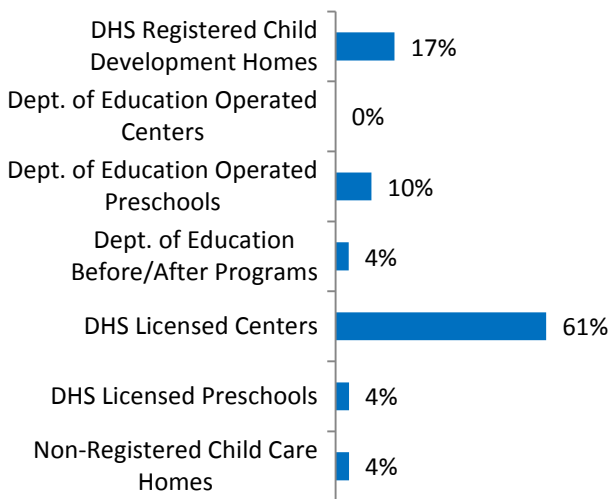 DHS Registered Child
Development Homes
17%
Dept. of Education Operated
Centers
0%
Dept. of Education Operated
Preschools
10%
Dept. of Education
Before/After Programs
4%
DHS Licensed Centers
61%
DHS Licensed Preschools
4%
Non-Registered Child Care
Homes
4%